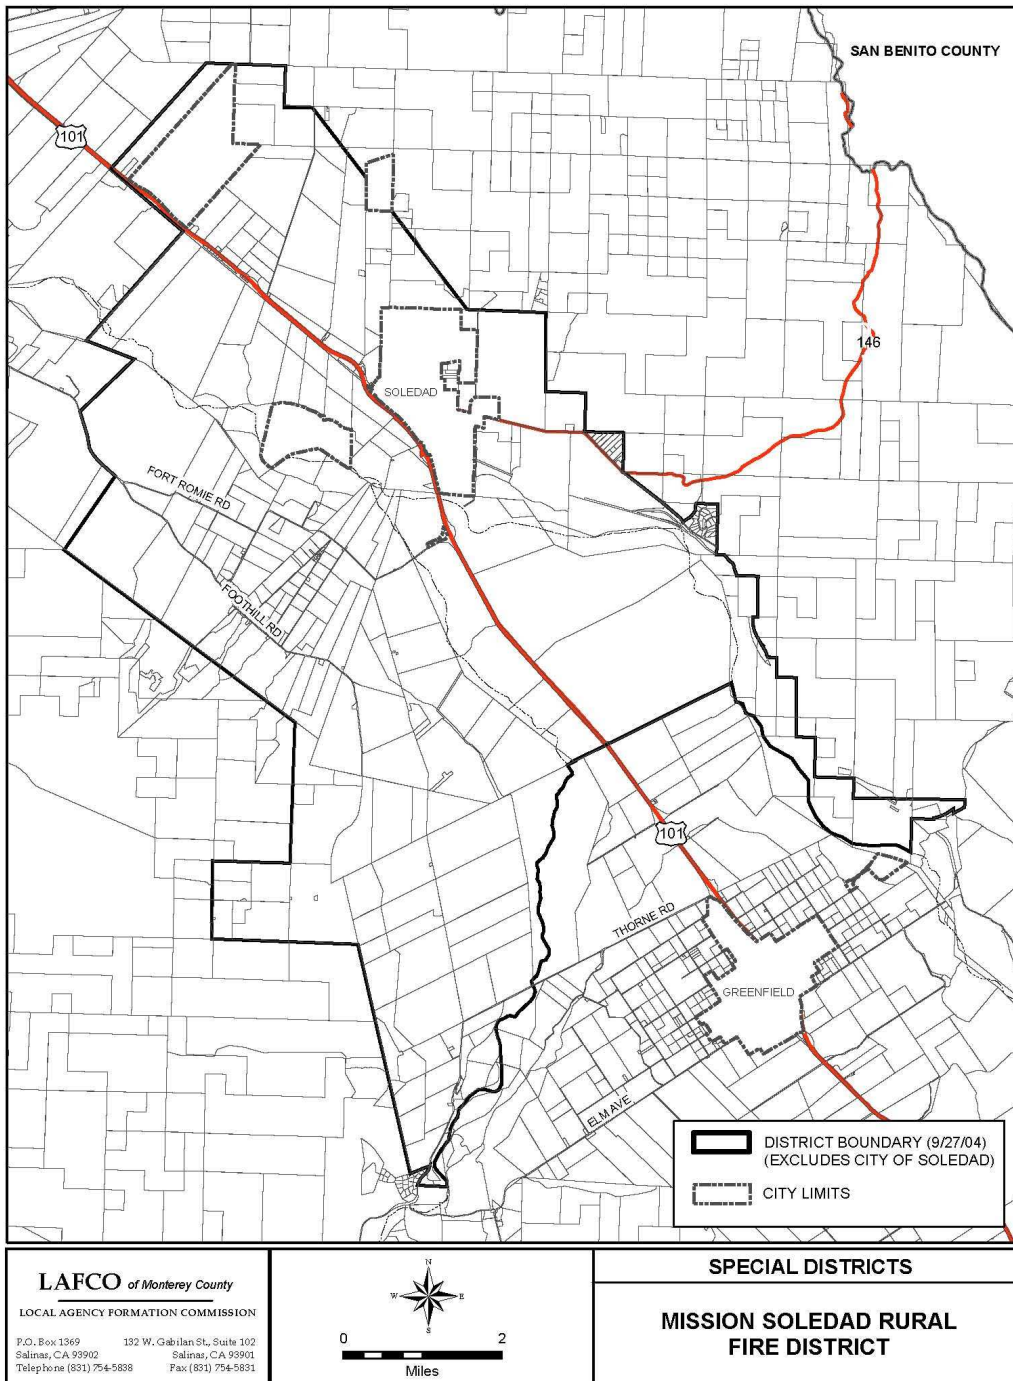 SAN BENITO COUNTY
101
146
SOLEDAD
FORT ROMIE RD
FOOTHILL RD
101
THORNE RD
GREENFIELD
ELM AVE
DISTRICT BOUNDARY (9/27/04)
(EXCLUDES CITY OF SOLEDAD)
CITY LIMITS
LAFCO of Monterey County
LOCAL AGENCY FORMATION COMMISSION
P.O. Box 1369 132 W. Gabilan St., Suite 102
Salinas, CA 93902 Salinas, CA 93901
Telephone (831) 754-5838 Fax (831) 754-5831
N
W E
S
0 2
Miles
SPECIAL DISTRICTS
MISSION SOLEDAD RURAL
FIRE DISTRICT